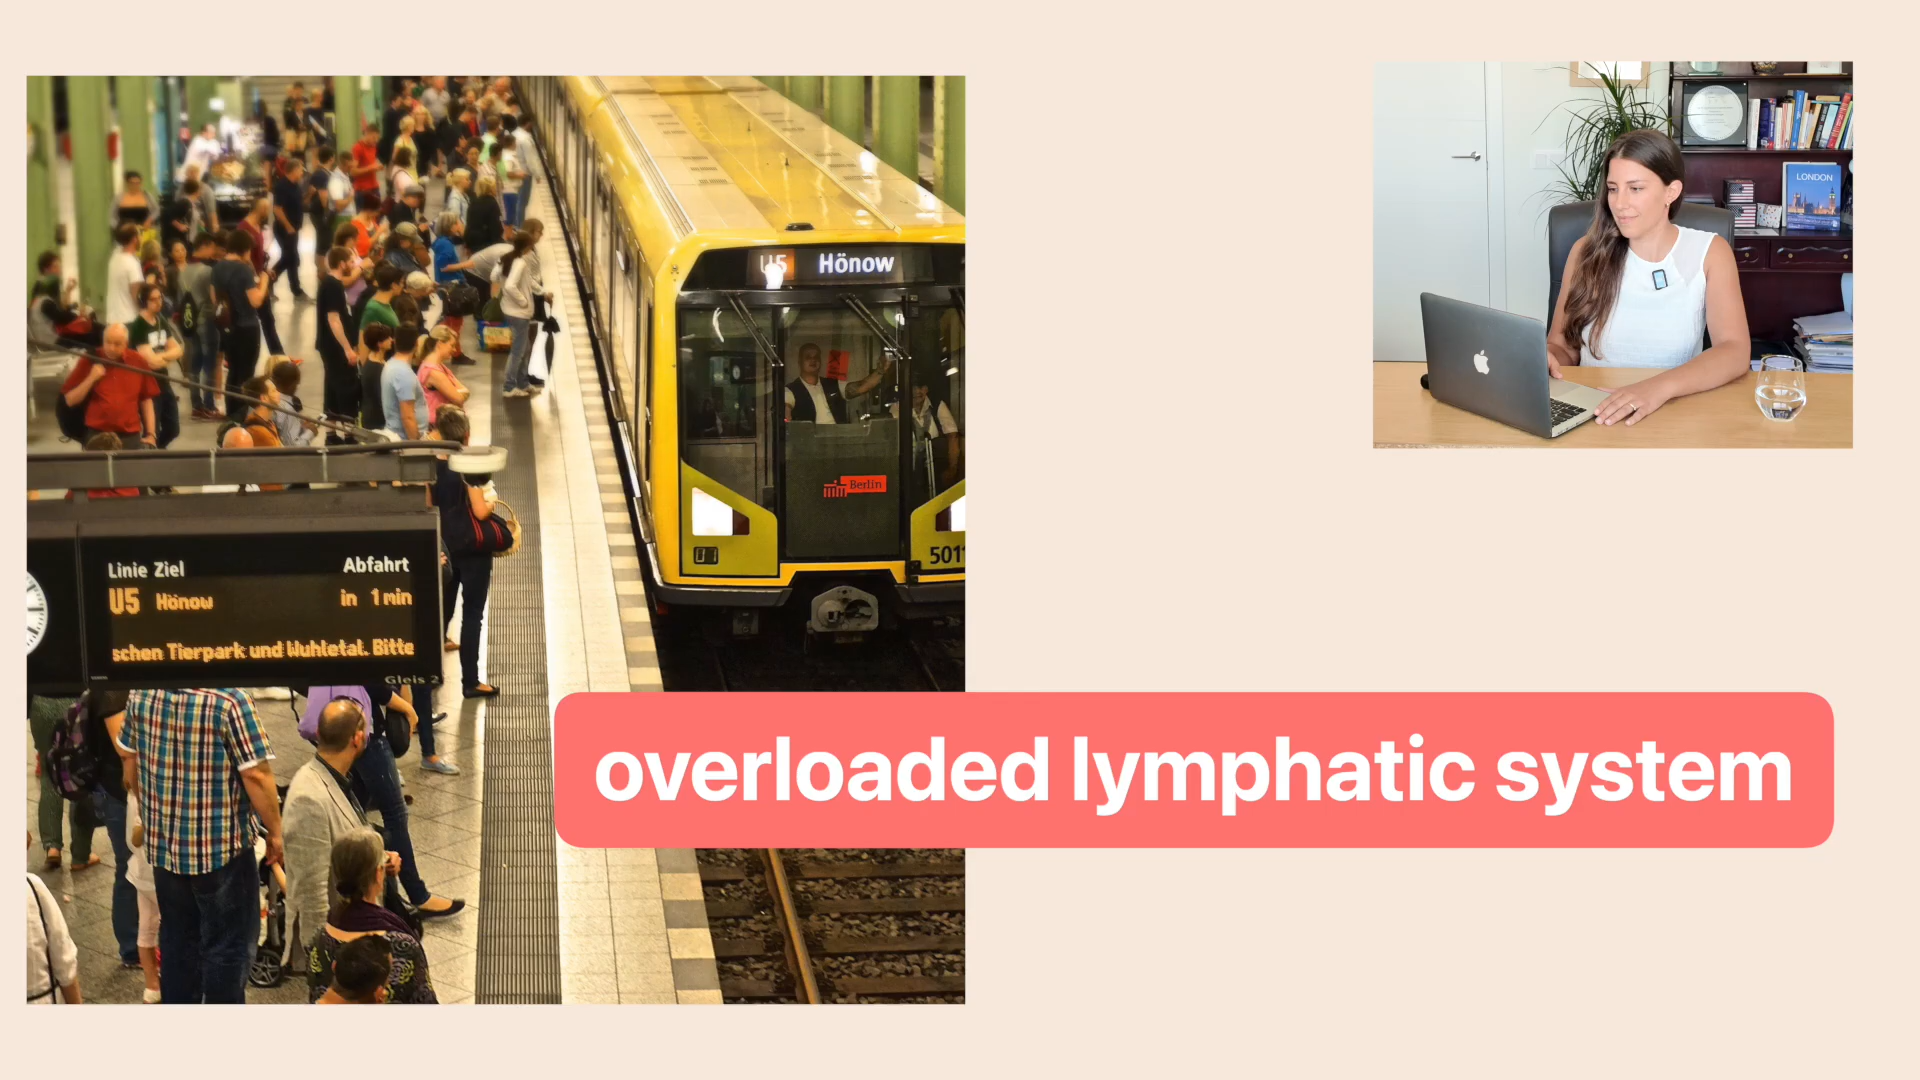 U5 Hönow
Berlin
5011
Linie Ziel Abfahrt
U5 Hönow in 1 min
schen Tierpark und Wuhletal. Bitte
Gleis 2
LONDON
overloaded lymphatic system